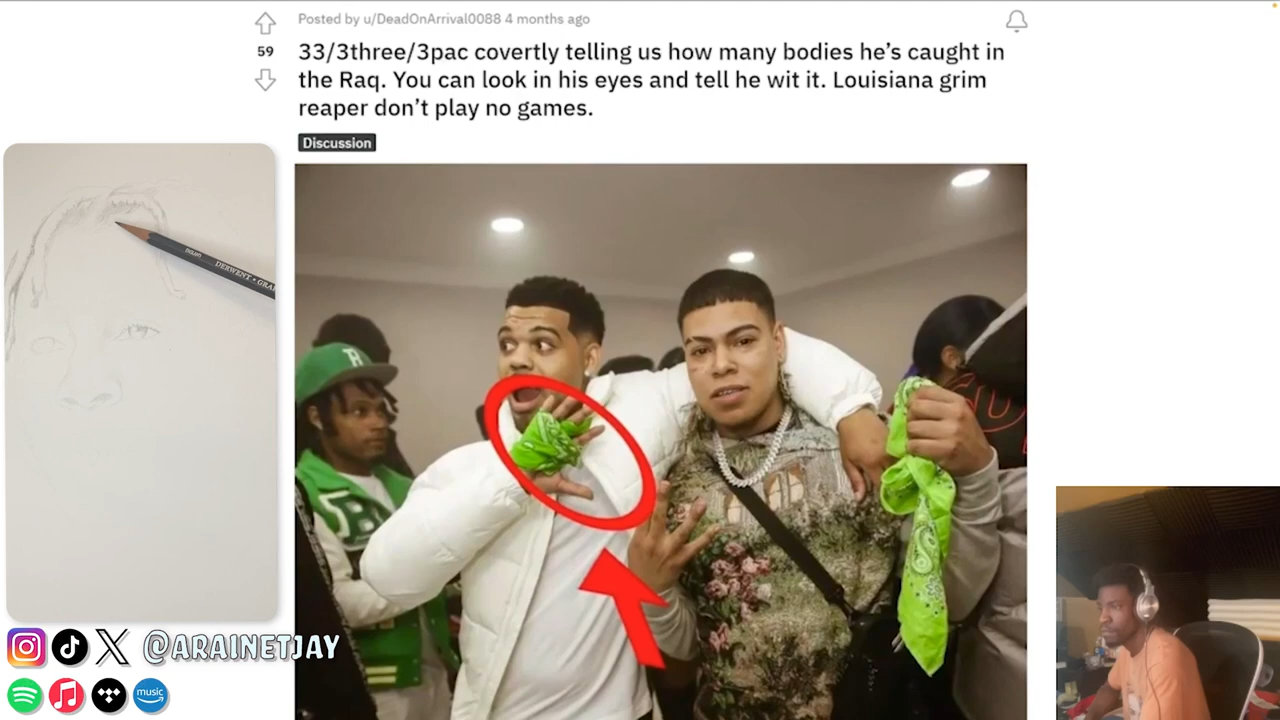 Posted by u/DeadOnArrival0088 4 months ago
59
33/3three/3pac covertly telling us how many bodies he's caught in
the Raq. You can look in his eyes and tell he wit it. Louisiana grim
reaper don't play no games.
Discussion
DERWENT
@ARAINETJAY
music